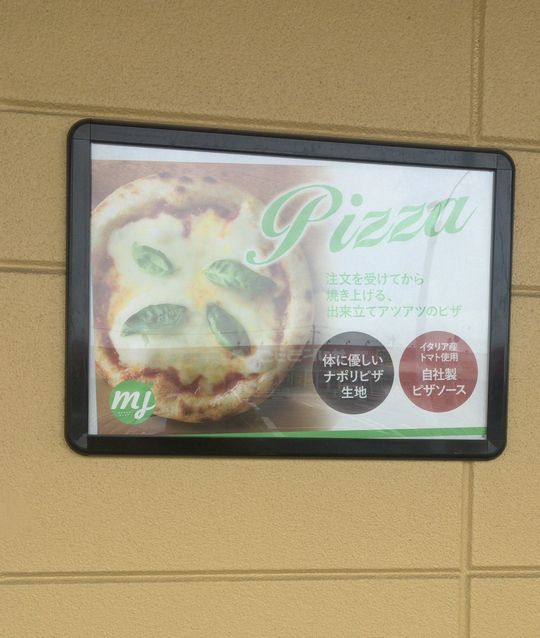 Pizza
注文を受けてから
焼き上げる、
出来立てアツアツのピザ
体に優しい
ナポリピザ
生地
イタリア産
トマト使用
自社製
ピザソース
my